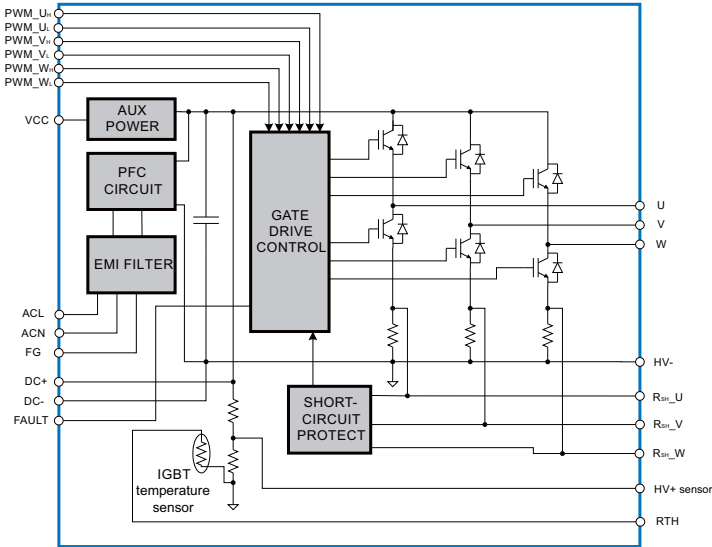 PWM_UH
PWM_UL
PWM_VH
PWM_VL
PWM_WH
PWM_WL
VCC
AUX
POWER
PFC
CIRCUIT
EMI FILTER
GATE
DRIVE
CONTROL
U
V
W
ACL
ACN
FG
DC+
DC-
FAULT
SHORT-
CIRCUIT
PROTECT
HV-
RSH_U
RSH_V
RSH_W
HV+ sensor
RTH
IGBT
temperature
sensor